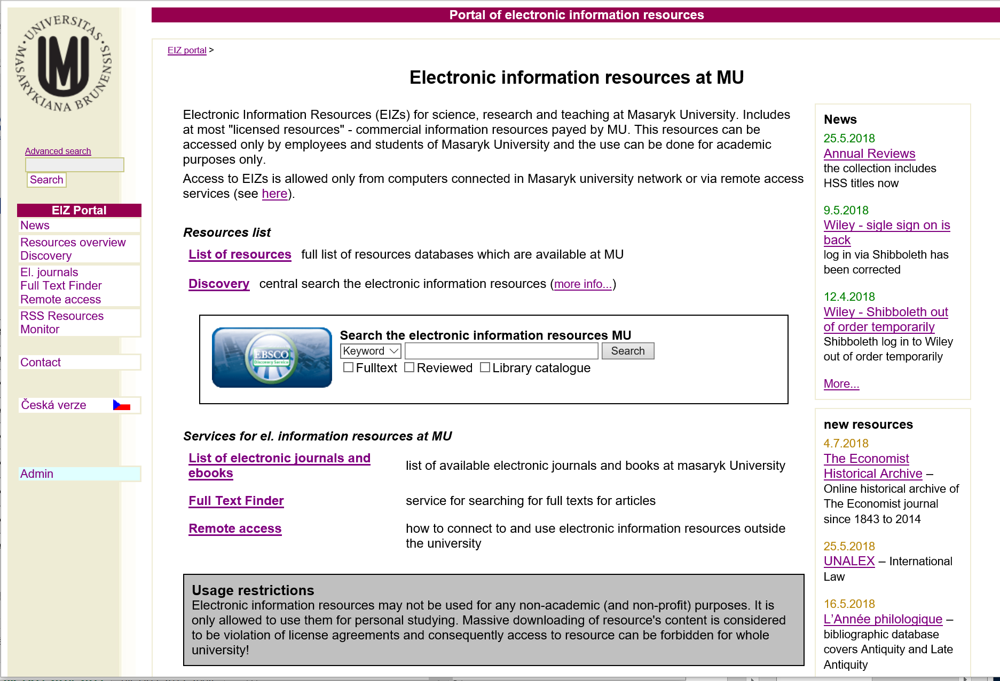 Portal of electronic information resources
UNIVERSITAS · MASARYKIANA BRUNENSIS ·
Advanced search
Search
EIZ Portal
News
Resources overview
Discovery
El. journals
Full Text Finder
Remote access
RSS Resources
Monitor
Contact
Česká verze
Admin
EIZ portal >
Electronic information resources at MU
Electronic Information Resources (EIZs) for science, research and teaching at Masaryk University. Includes
at most "licensed resources" - commercial information resources payed by MU. This resources can be
accessed only by employees and students of Masaryk University and the use can be done for academic
purposes only.
Access to EIZs is allowed only from computers connected in Masaryk university network or via remote access
services (see here).
Resources list
List of resources full list of resources databases which are available at MU
Discovery central search the electronic information resources (more info...)
EBSCO
Discovery Service
Search the electronic information resources MU
Keyword Search
Fulltext Reviewed Library catalogue
Services for el. information resources at MU
List of electronic journals and
ebooks
list of available electronic journals and books at masaryk University
Full Text Finder service for searching for full texts for articles
Remote access how to connect to and use electronic information resources outside
the university
Usage restrictions
Electronic information resources may not be used for any non-academic (and non-profit) purposes. It is
only allowed to use them for personal studying. Massive downloading of resource's content is considered
to be violation of license agreements and consequently access to resource can be forbidden for whole
university!
News
25.5.2018
Annual Reviews
the collection includes
HSS titles now
9.5.2018
Wiley - sigle sign on is
back
log in via Shibboleth has
been corrected
12.4.2018
Wiley - Shibboleth out
of order temporarily
Shibboleth log in to Wiley
out of order temporarily
More...
new resources
4.7.2018
The Economist
Historical Archive –
Online historical archive of
The Economist journal
since 1843 to 2014
25.5.2018
UNALEX – International
Law
16.5.2018
L’Année philologique –
bibliographic database
covers Antiquity and Late
Antiquity